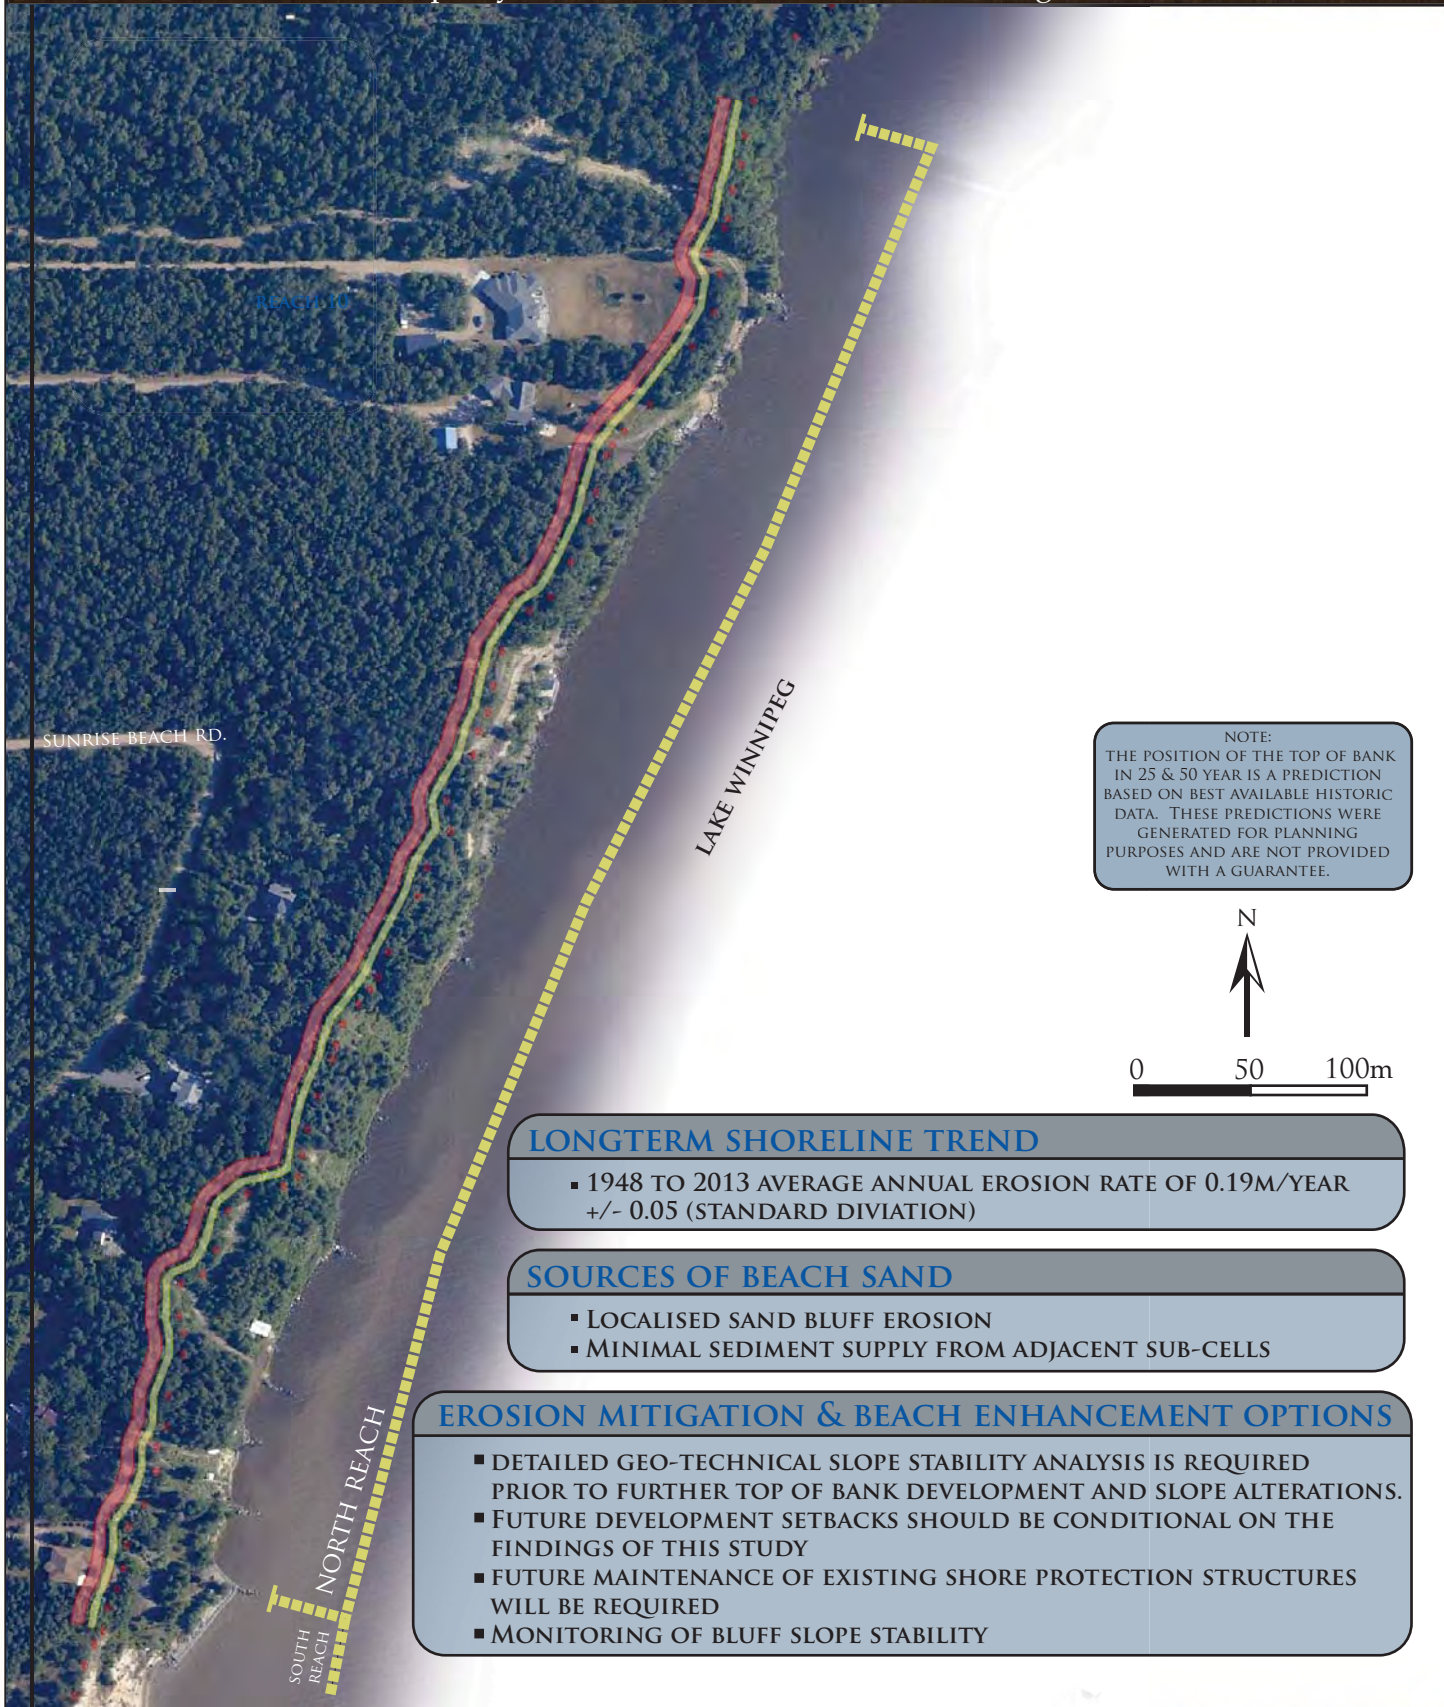 REACH 10
SUNRISE BEACH RD.
LAKE WINNIPEG
NOTE:
THE POSITION OF THE TOP OF BANK
IN 25 & 50 YEAR IS A PREDICTION
BASED ON BEST AVAILABLE HISTORIC
DATA. THESE PREDICTIONS WERE
GENERATED FOR PLANNING
PURPOSES AND ARE NOT PROVIDED
WITH A GUARANTEE.
N
0 50 100m
LONGTERM SHORELINE TREND
▪ 1948 TO 2013 AVERAGE ANNUAL EROSION RATE OF 0.19M/YEAR
+/- 0.05 (STANDARD DIVIATION)
SOURCES OF BEACH SAND
▪ LOCALISED SAND BLUFF EROSION
▪ MINIMAL SEDIMENT SUPPLY FROM ADJACENT SUB-CELLS
EROSION MITIGATION & BEACH ENHANCEMENT OPTIONS
▪ DETAILED GEO-TECHNICAL SLOPE STABILITY ANALYSIS IS REQUIRED
PRIOR TO FURTHER TOP OF BANK DEVELOPMENT AND SLOPE ALTERATIONS.
▪ FUTURE DEVELOPMENT SETBACKS SHOULD BE CONDITIONAL ON THE
FINDINGS OF THIS STUDY
▪ FUTURE MAINTENANCE OF EXISTING SHORE PROTECTION STRUCTURES
WILL BE REQUIRED
▪ MONITORING OF BLUFF SLOPE STABILITY
NORTH REACH
SOUTH
REACH